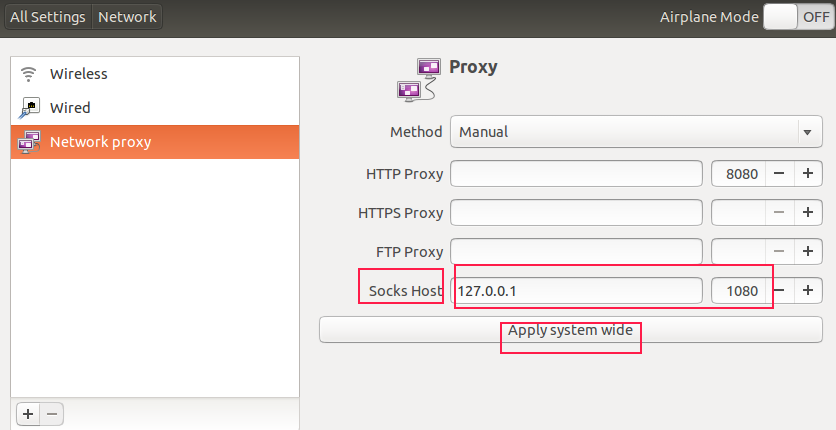 All Settings Network Airplane Mode OFF
Wireless
Wired
Network proxy
Proxy
Method Manual
HTTP Proxy 8080 − +
HTTPS Proxy − +
FTP Proxy − +
Socks Host 127.0.0.1 1080 − +
Apply system wide
+ −